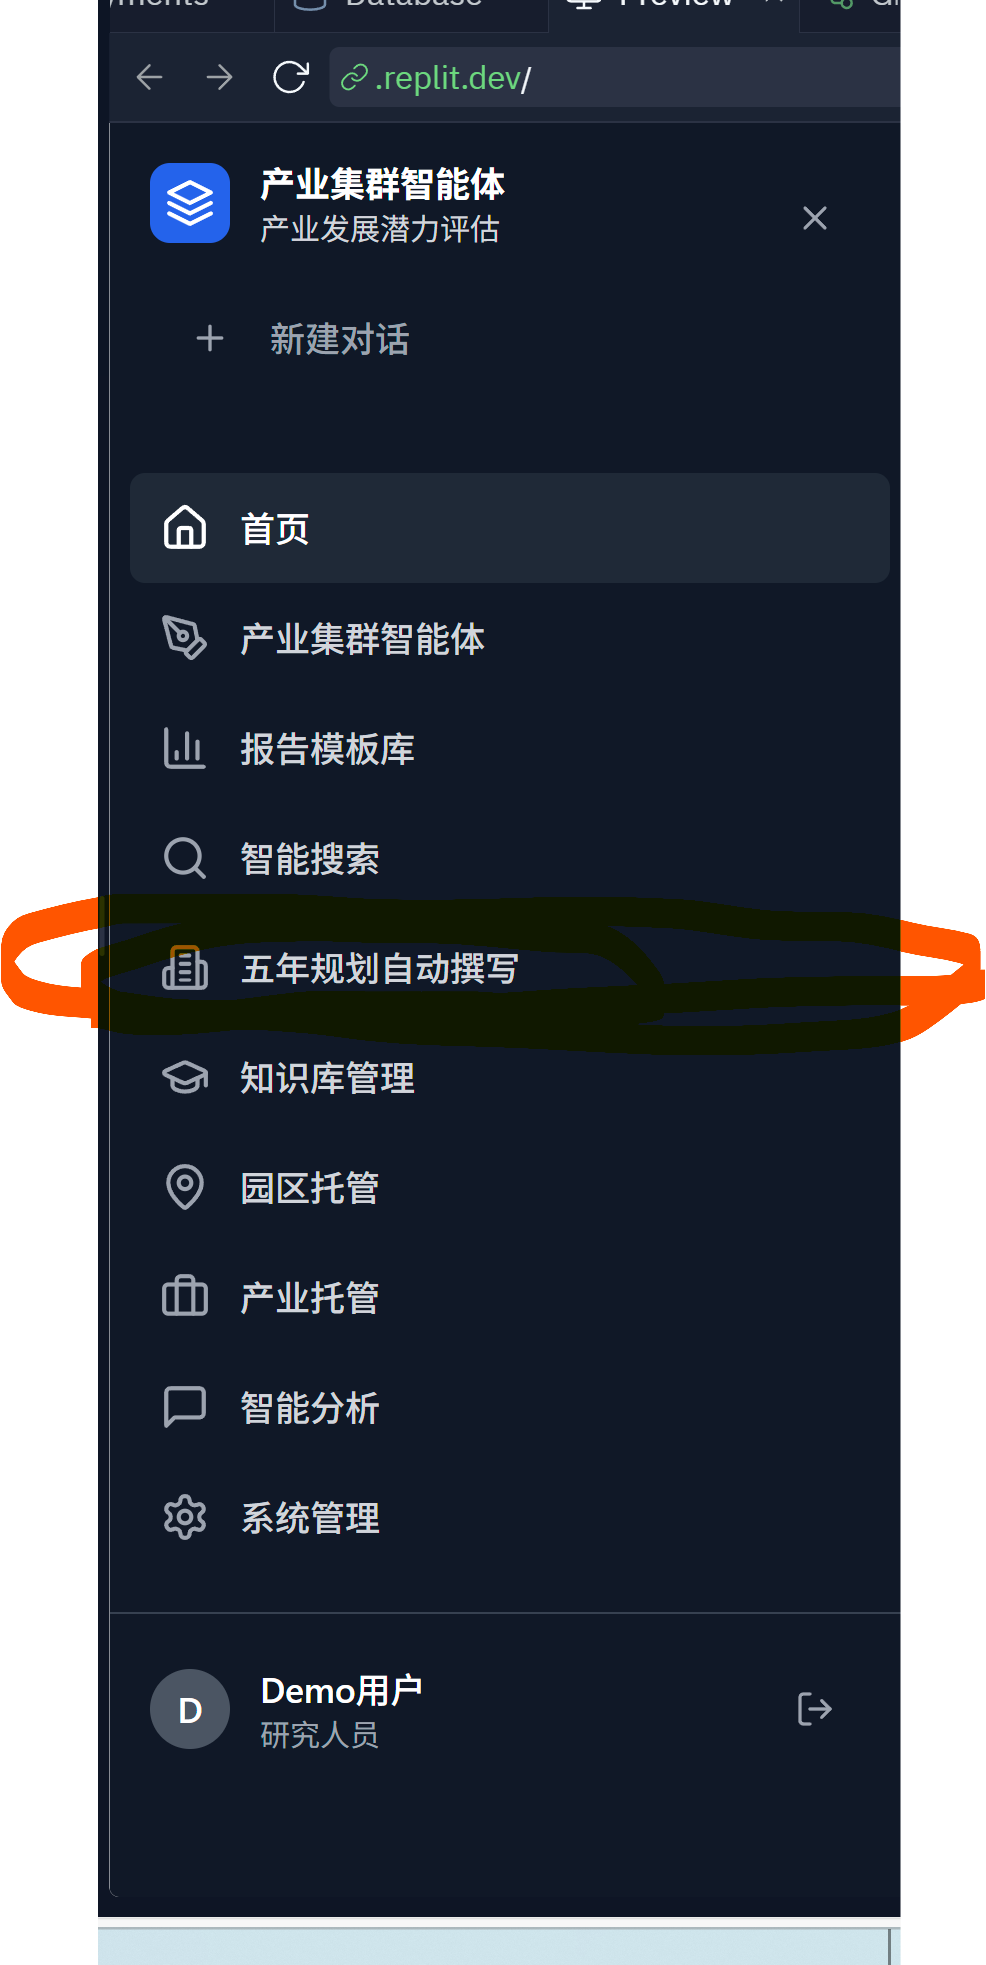 Database
Preview
.replit.dev/
产业集群智能体
产业发展潜力评估
新建对话
首页
产业集群智能体
报告模板库
智能搜索
五年规划自动撰写
知识库管理
园区托管
产业托管
智能分析
系统管理
D
Demo用户
研究人员